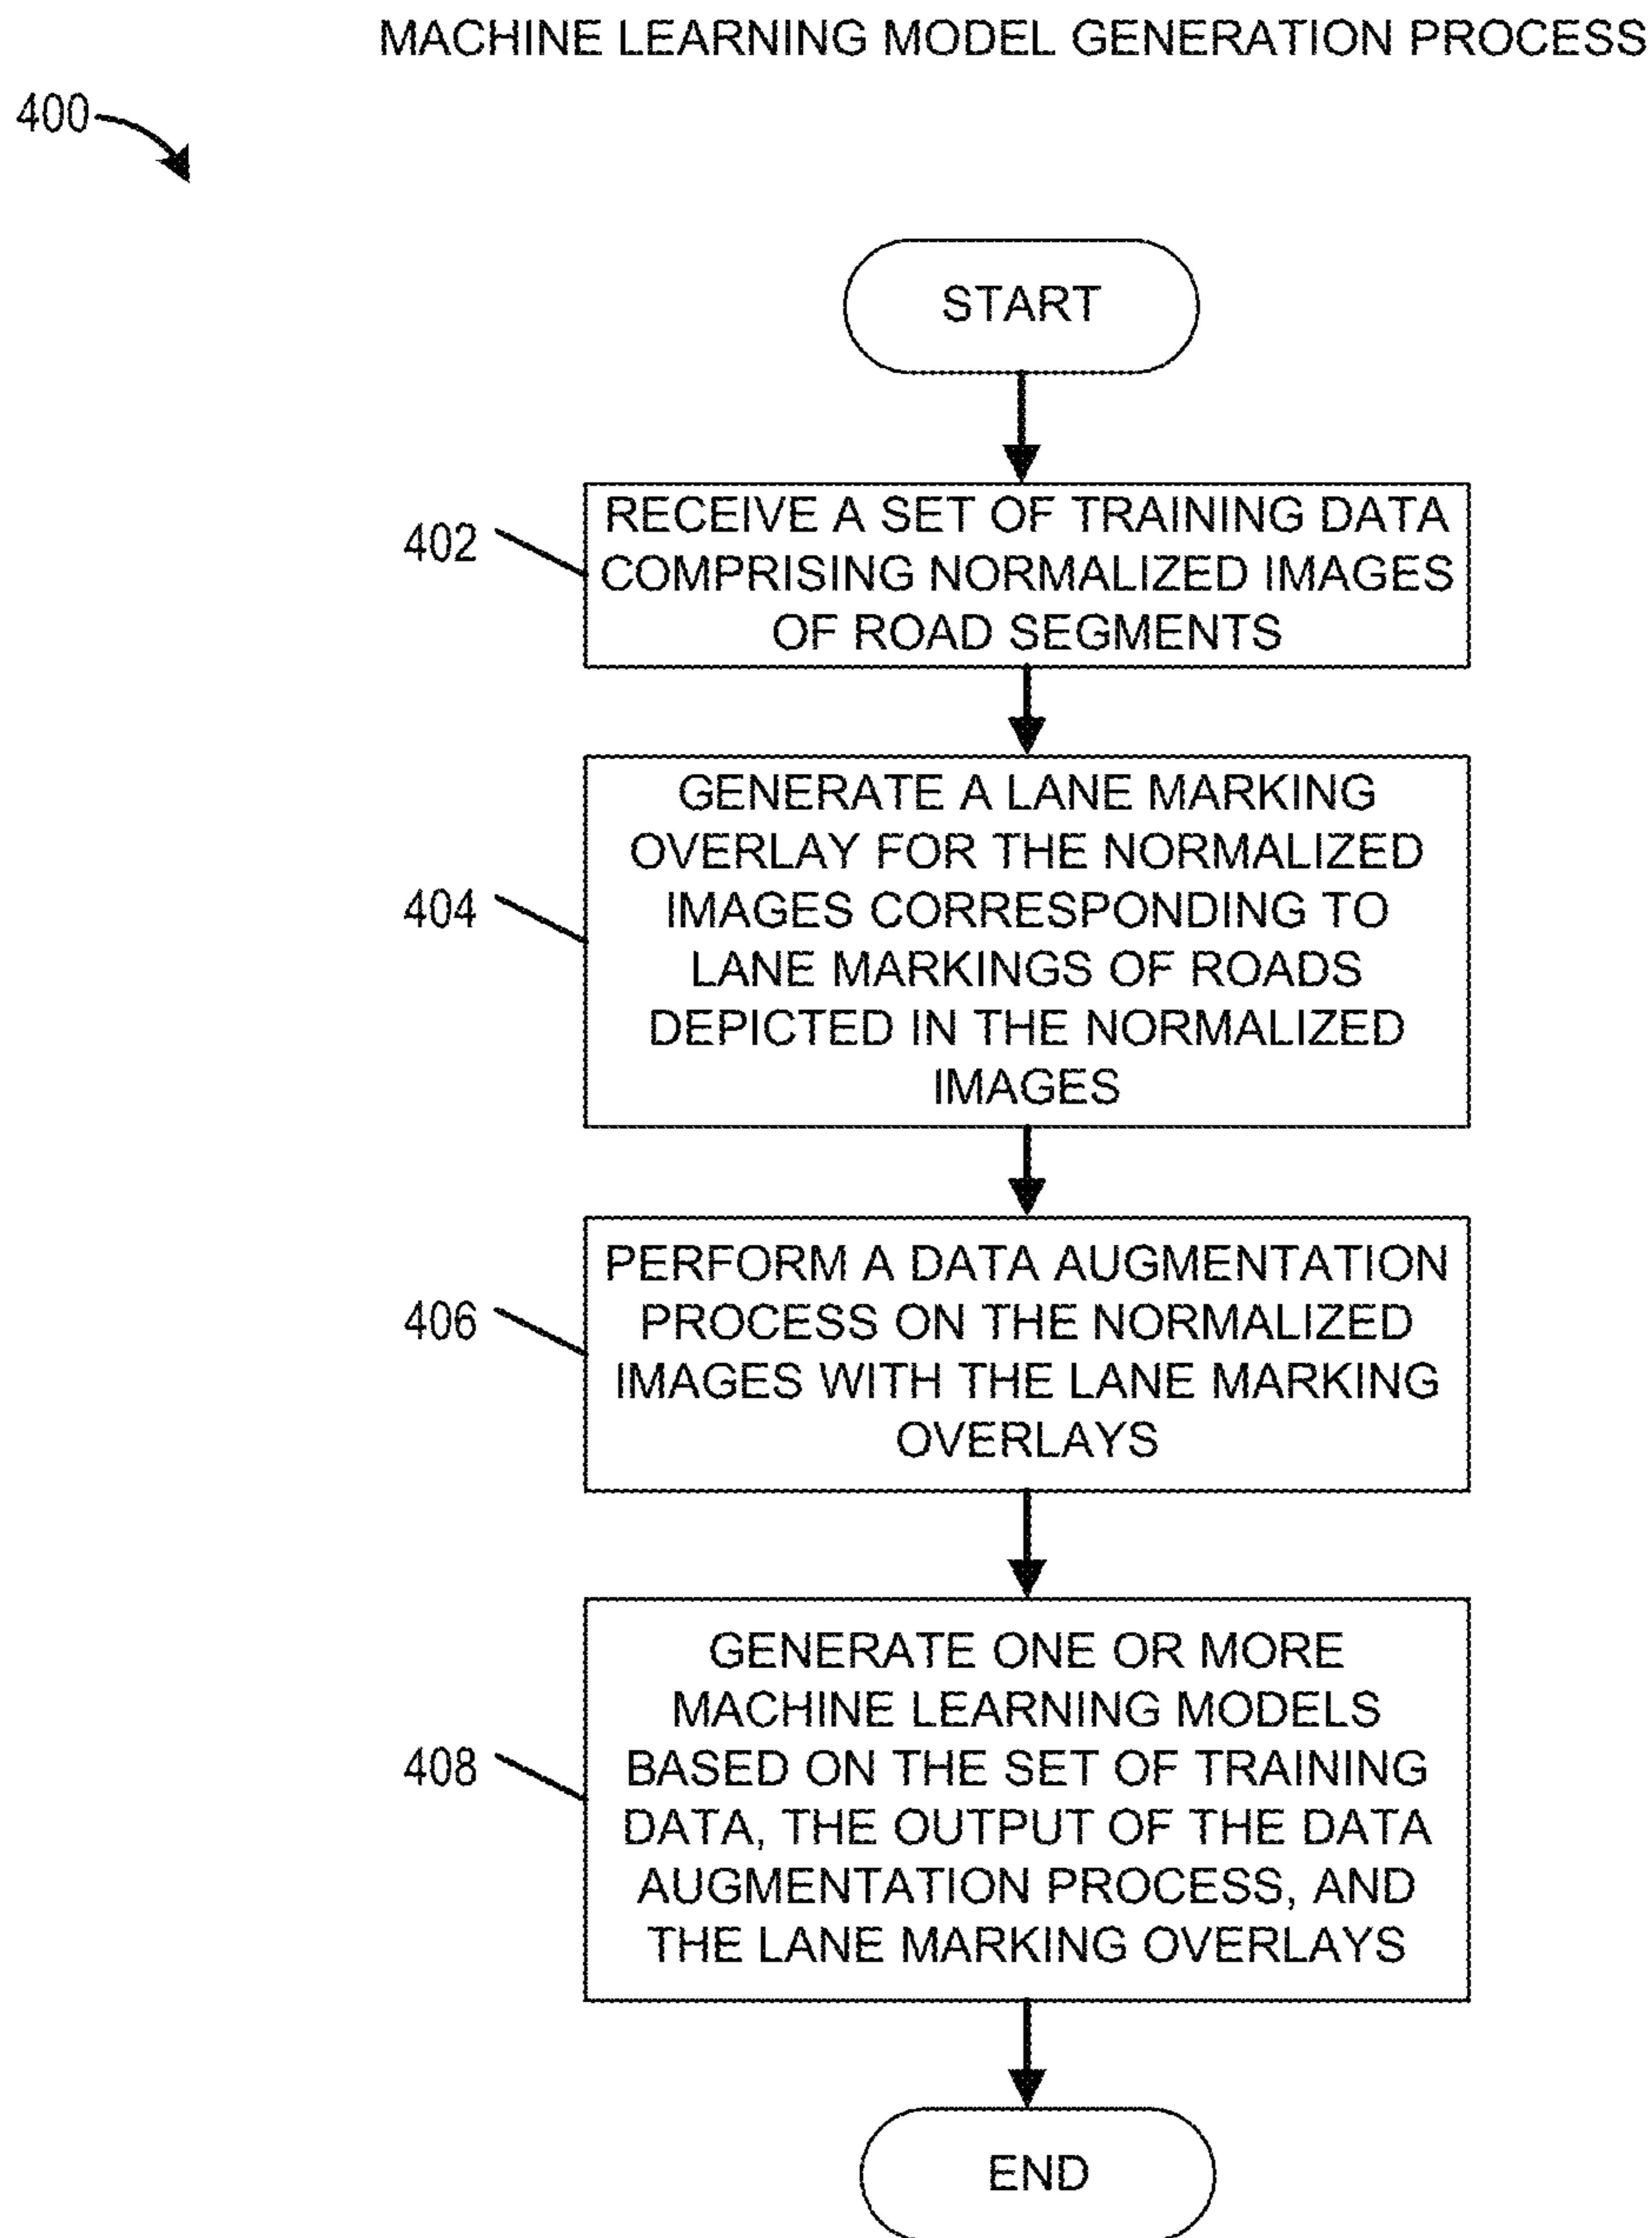 MACHINE LEARNING MODEL GENERATION PROCESS
400
START
402
RECEIVE A SET OF TRAINING DATA
COMPRISING NORMALIZED IMAGES
OF ROAD SEGMENTS
404
GENERATE A LANE MARKING
OVERLAY FOR THE NORMALIZED
IMAGES CORRESPONDING TO
LANE MARKINGS OF ROADS
DEPICTED IN THE NORMALIZED
IMAGES
406
PERFORM A DATA AUGMENTATION
PROCESS ON THE NORMALIZED
IMAGES WITH THE LANE MARKING
OVERLAYS
408
GENERATE ONE OR MORE
MACHINE LEARNING MODELS
BASED ON THE SET OF TRAINING
DATA, THE OUTPUT OF THE DATA
AUGMENTATION PROCESS, AND
THE LANE MARKING OVERLAYS
END